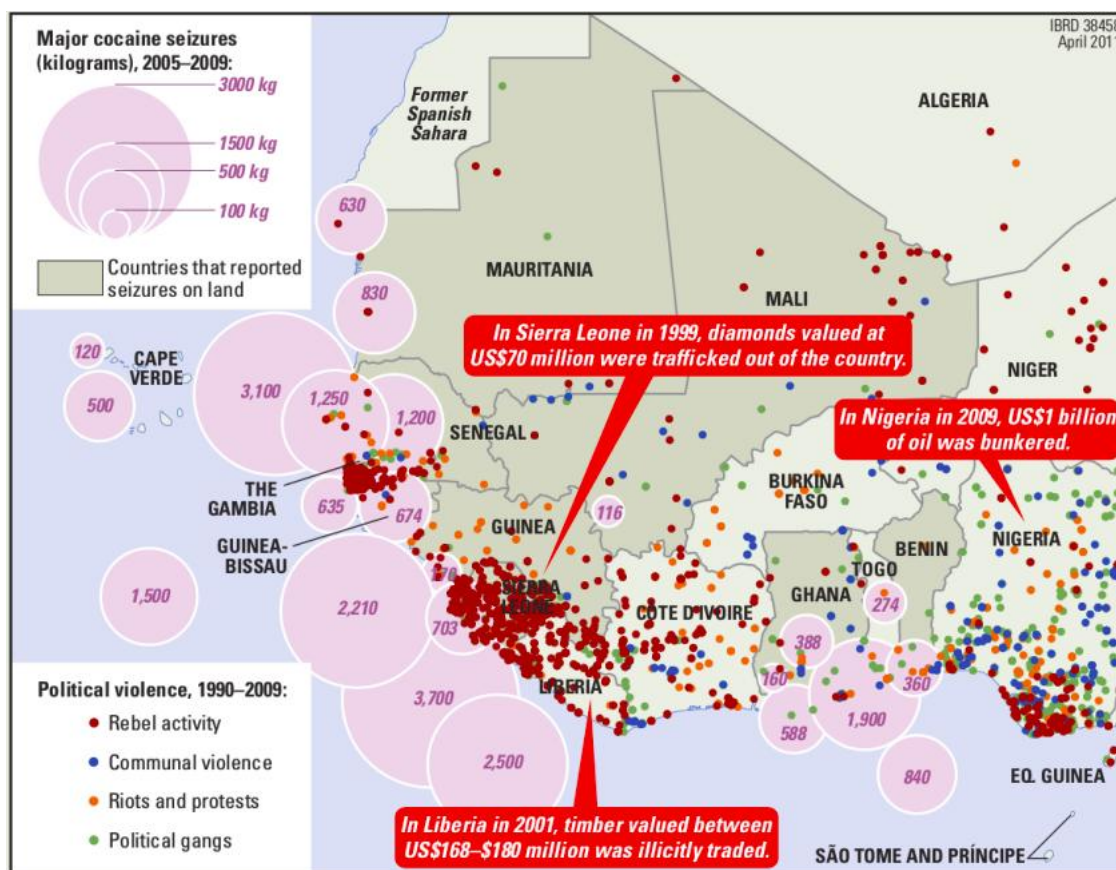 IBRD 38458
April 2011
Major cocaine seizures
(kilograms), 2005–2009:
3000 kg
1500 kg
500 kg
100 kg
Countries that reported
seizures on land
Former
Spanish
Sahara
ALGERIA
630
MAURITANIA
MALI
830
In Sierra Leone in 1999, diamonds valued at
US$70 million were trafficked out of the country.
120
CAPE
VERDE
500
3,100
1,250
1,200
SENEGAL
NIGER
In Nigeria in 2009, US$1 billion
of oil was bunkered.
THE
GAMBIA
635
674
GUINEA-
BISSAU
GUINEA
116
BURKINA
FASO
BENIN
NIGERIA
TOGO
GHANA
274
1,500
2,210
SIERRA
LEONE
703
CÔTE D'IVOIRE
388
LIBERIA
160
360
3,700
588
1,900
2,500
840
EQ. GUINEA
Political violence, 1990–2009:
Rebel activity
Communal violence
Riots and protests
Political gangs
In Liberia in 2001, timber valued between
US$168–$180 million was illicitly traded.
SÃO TOME AND PRÍNCIPE